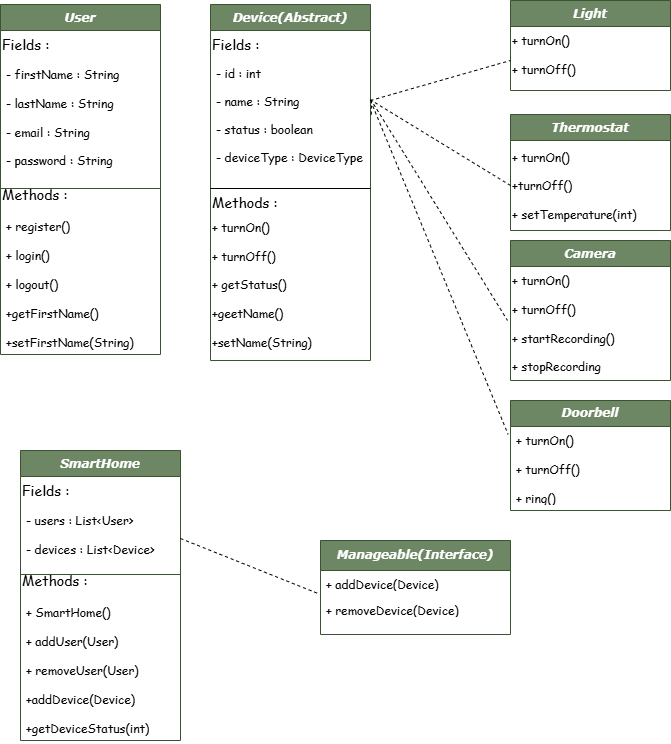 User
Fields :
- firstName : String
- lastName : String
- email : String
- password : String
Methods :
+ register()
+ login()
+ logout()
+getFirstName()
+setFirstName(String)
Device(Abstract)
Fields :
- id : int
- name : String
- status : boolean
- deviceType : DeviceType
Methods :
+ turnOn()
+ turnOff()
+ getStatus()
+geetName()
+setName(String)
Light
+ turnOn()
+ turnOff()
Thermostat
+ turnOn()
+turnOff()
+ setTemperature(int)
Camera
+ turnOn()
+ turnOff()
+ startRecording()
+ stopRecording
Doorbell
+ turnOn()
+ turnOff()
+ ring()
SmartHome
Fields :
- users : List<User>
- devices : List<Device>
Methods :
+ SmartHome()
+ addUser(User)
+ removeUser(User)
+addDevice(Device)
+getDeviceStatus(int)
Manageable(Interface)
+ addDevice(Device)
+ removeDevice(Device)